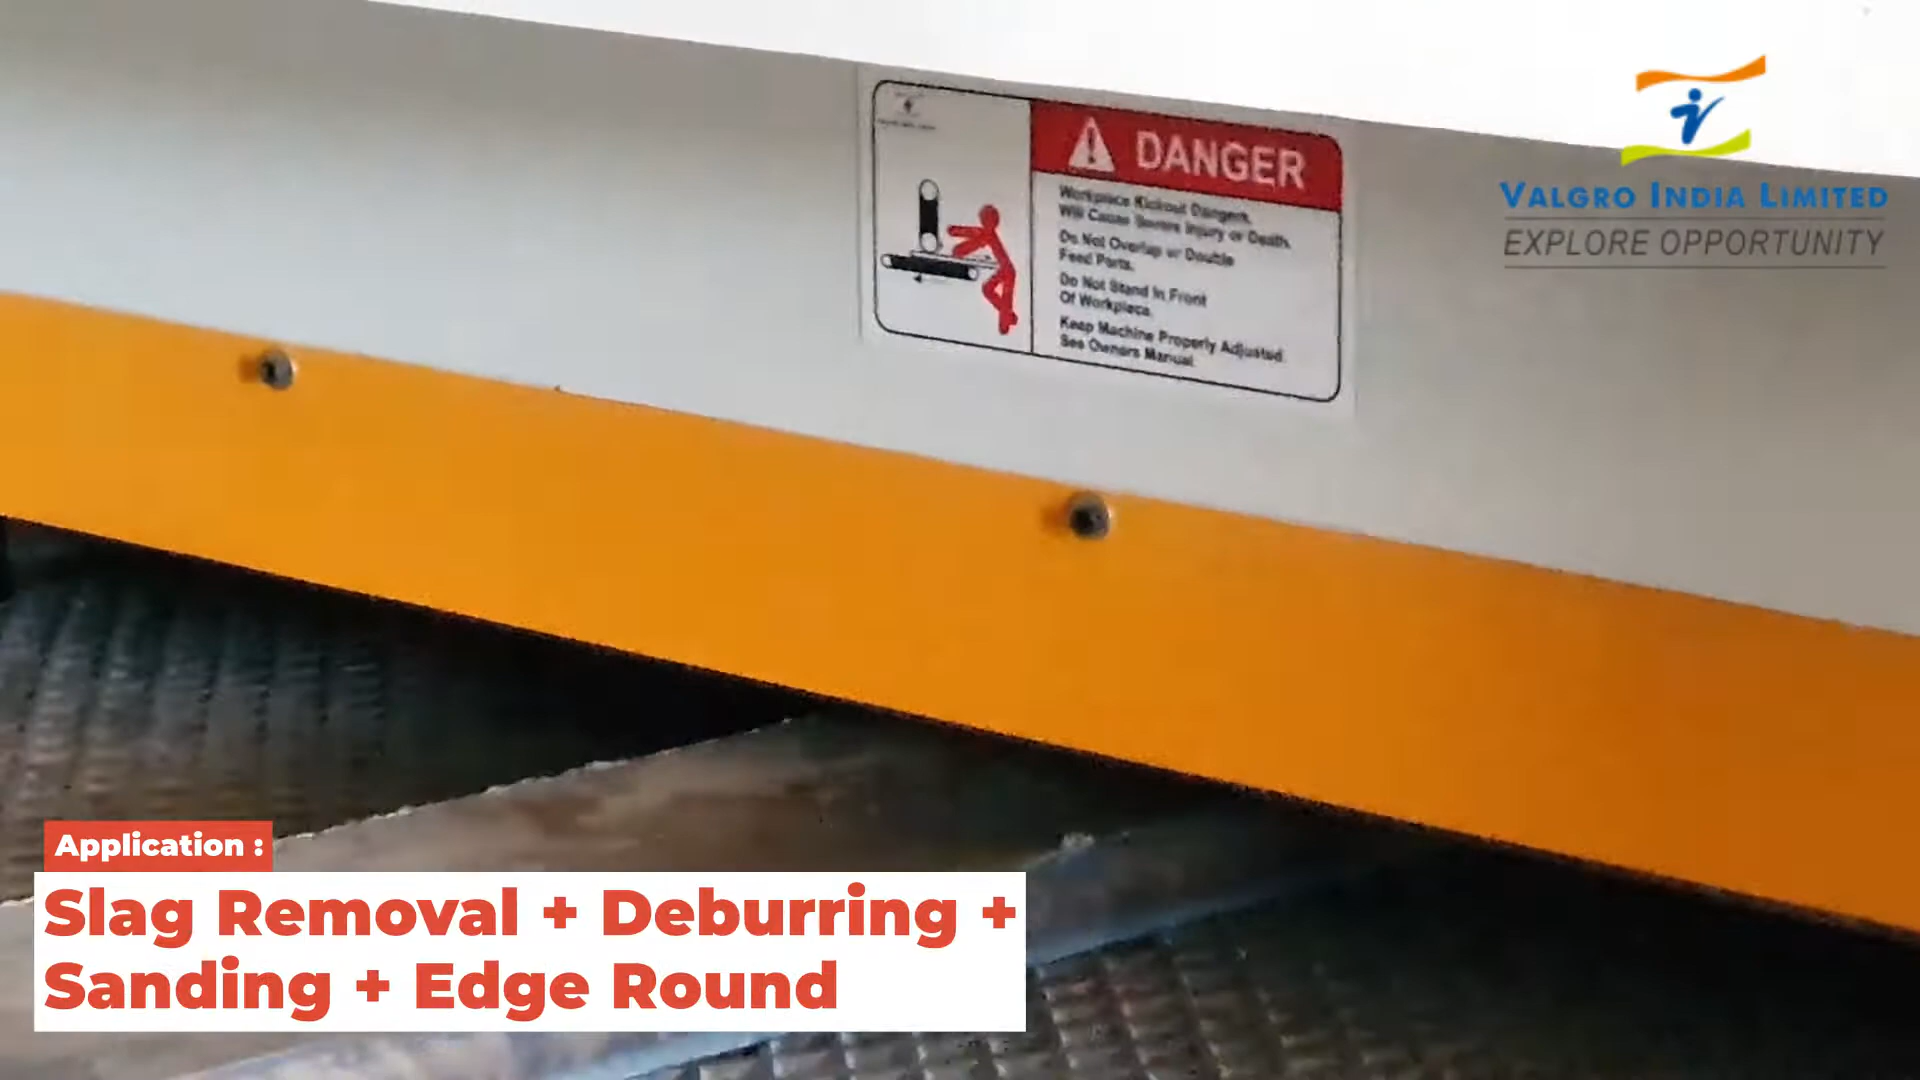 DANGER
Workpiece Kickout Danger!.
Will Cause Severe Injury or Death.
Do Not Overlap or Double
Feed Parts.
Do Not Stand In Front
Of Workpiece.
Keep Machine Properly Adjusted
See Owners Manual
VALGRO INDIA LIMITED
EXPLORE OPPORTUNITY
Application :
Slag Removal + Deburring +
Sanding + Edge Round